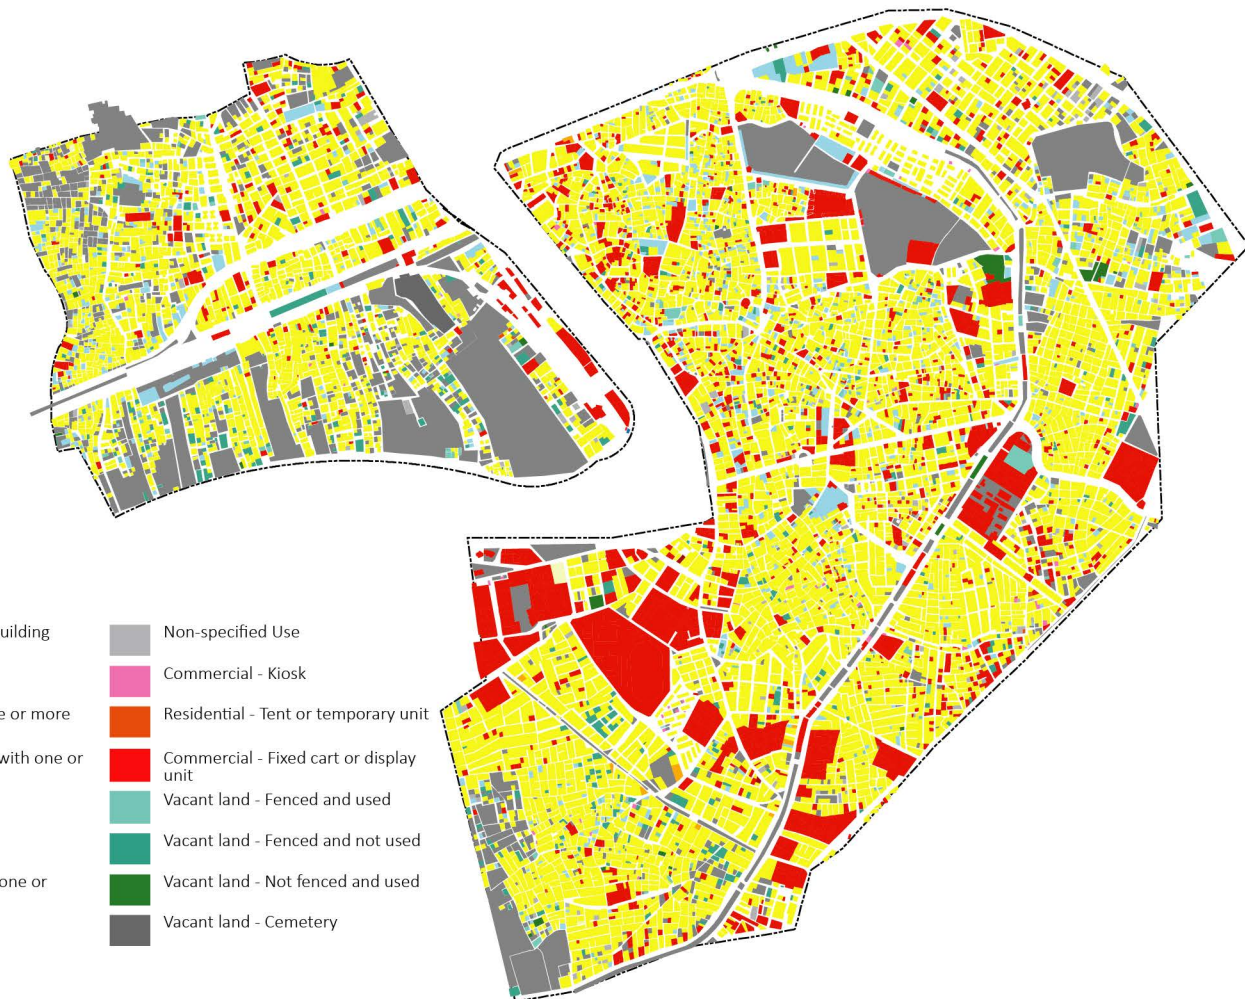 uilding
e or more
with one or
one or
Non-specified Use
Commercial - Kiosk
Residential - Tent or temporary unit
Commercial - Fixed cart or display
unit
Vacant land - Fenced and used
Vacant land - Fenced and not used
Vacant land - Not fenced and used
Vacant land - Cemetery